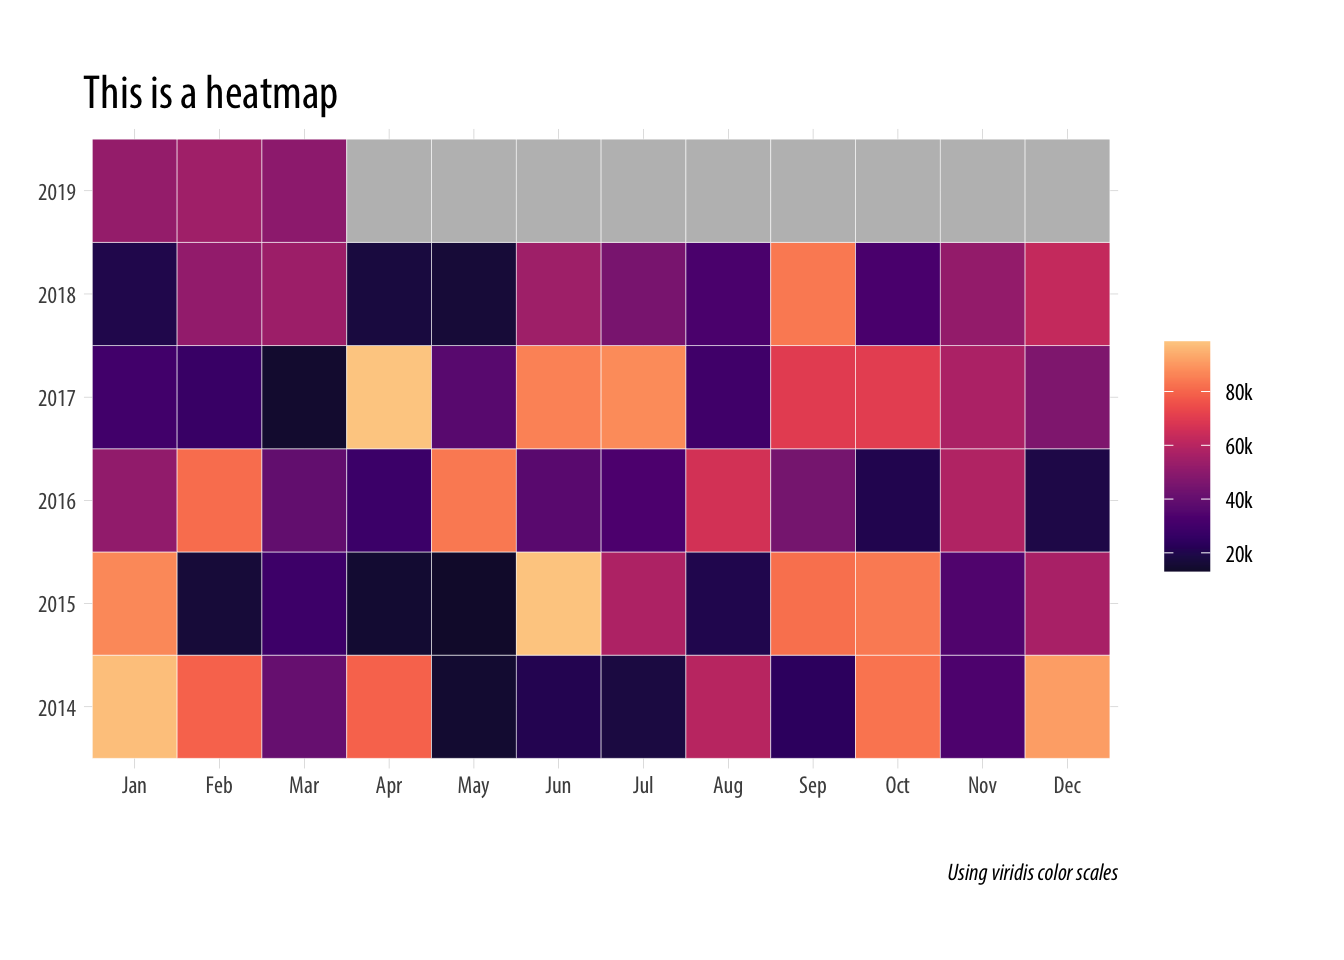 This is a heatmap
2019
2018
2017
2016
2015
2014
Jan Feb Mar Apr May Jun Jul Aug Sep Oct Nov Dec
80k
60k
40k
20k
Using viridis color scales